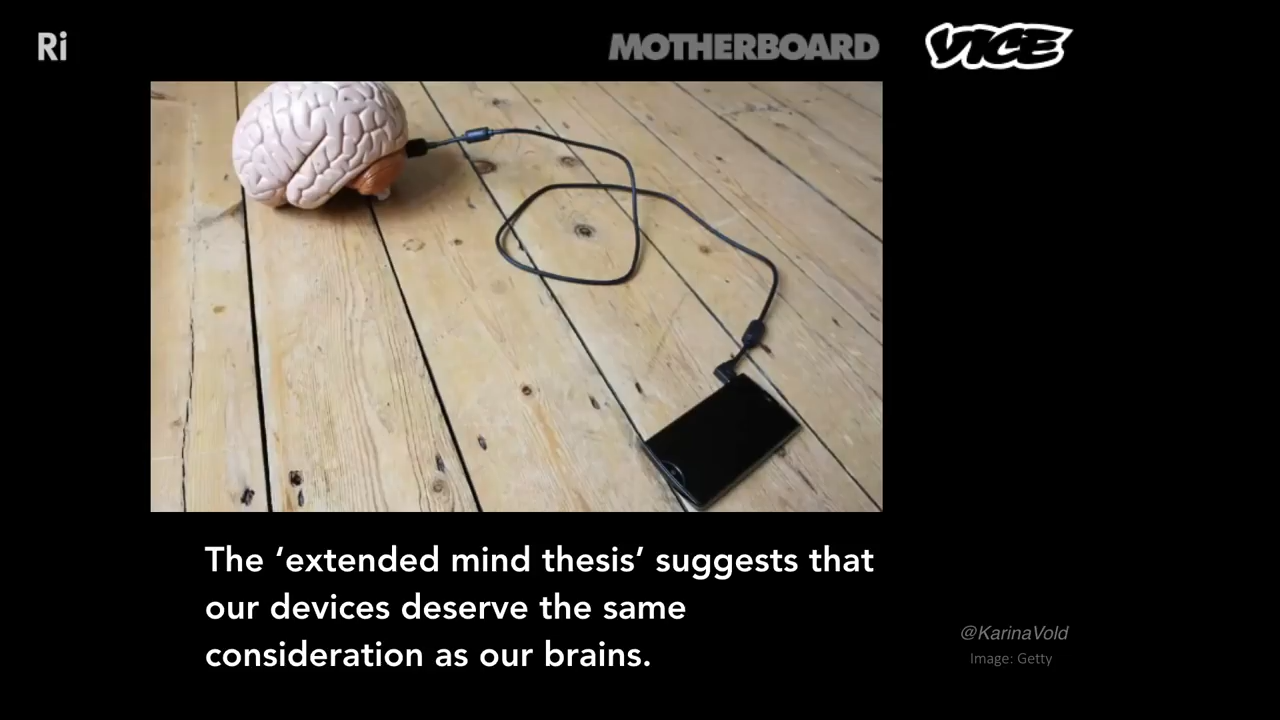 Ri
MOTHERBOARD
VICE
The ‘extended mind thesis’ suggests that
our devices deserve the same
consideration as our brains.
@KarinaVold
Image: Getty